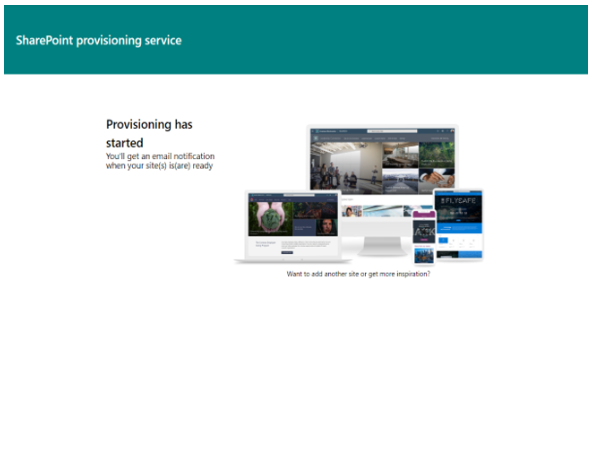 SharePoint provisioning service
Provisioning has
started
You'll get an email notification
when your site(s) is(are) ready
FLYSAFE
Want to add another site or get more inspiration?